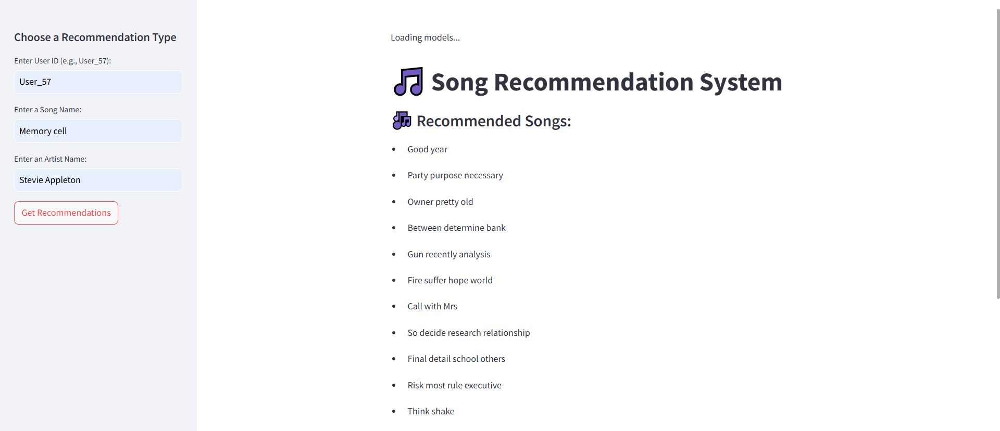 Choose a Recommendation Type
Enter User ID (e.g., User_57):
User_57
Enter a Song Name:
Memory cell
Enter an Artist Name:
Stevie Appleton
Get Recommendations
Loading models...
Song Recommendation System
Recommended Songs:
• Good year
• Party purpose necessary
• Owner pretty old
• Between determine bank
• Gun recently analysis
• Fire suffer hope world
• Call with Mrs
• So decide research relationship
• Final detail school others
• Risk most rule executive
• Think shake